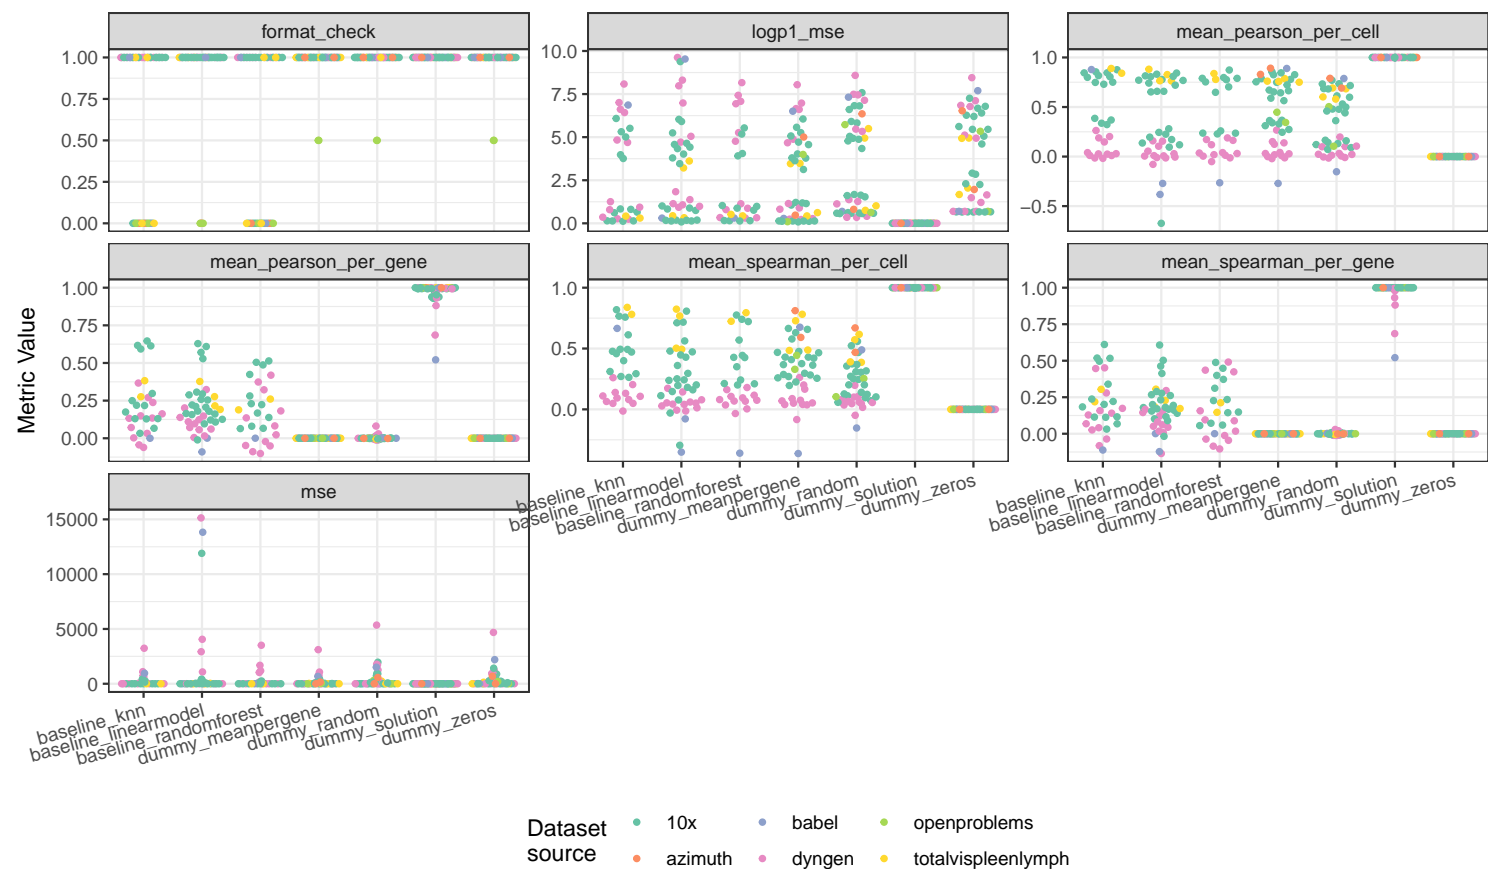 format_check
logp1_mse
mean_pearson_per_cell
1.00
0.75
0.50
0.25
0.00
10.0
7.5
5.0
2.5
0.0
1.0
0.5
0.0
−0.5
mean_pearson_per_gene
mean_spearman_per_cell
mean_spearman_per_gene
1.00
0.75
0.50
0.25
0.00
1.0
0.5
0.0
1.00
0.75
0.50
0.25
0.00
Metric Value
mse
baseline_knn
baseline_linearmodel
baseline_randomforest
dummy_meanpergene
dummy_random
dummy_solution
dummy_zeros
baseline_knn
baseline_linearmodel
baseline_randomforest
dummy_meanpergene
dummy_random
dummy_solution
dummy_zeros
15000
10000
5000
0
baseline_knn
baseline_linearmodel
baseline_randomforest
dummy_meanpergene
dummy_random
dummy_solution
dummy_zeros
Dataset
source
10x
babel
openproblems
azimuth
dyngen
totalvispleenlymph